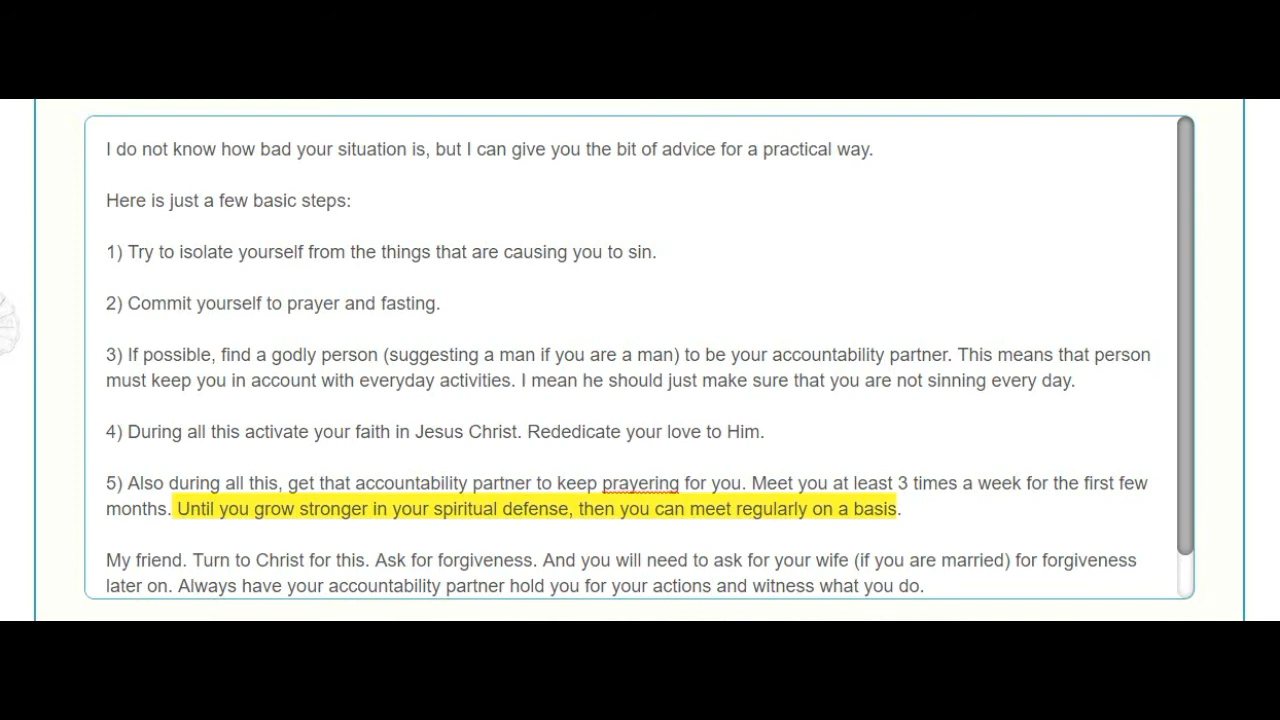 I do not know how bad your situation is, but I can give you the bit of advice for a practical way.
Here is just a few basic steps:
1) Try to isolate yourself from the things that are causing you to sin.
2) Commit yourself to prayer and fasting.
3) If possible, find a godly person (suggesting a man if you are a man) to be your accountability partner. This means that person
must keep you in account with everyday activities. I mean he should just make sure that you are not sinning every day.
4) During all this activate your faith in Jesus Christ. Rededicate your love to Him.
5) Also during all this, get that accountability partner to keep prayering for you. Meet you at least 3 times a week for the first few
months. Until you grow stronger in your spiritual defense, then you can meet regularly on a basis.
My friend. Turn to Christ for this. Ask for forgiveness. And you will need to ask for your wife (if you are married) for forgiveness
later on. Always have your accountability partner hold you for your actions and witness what you do.